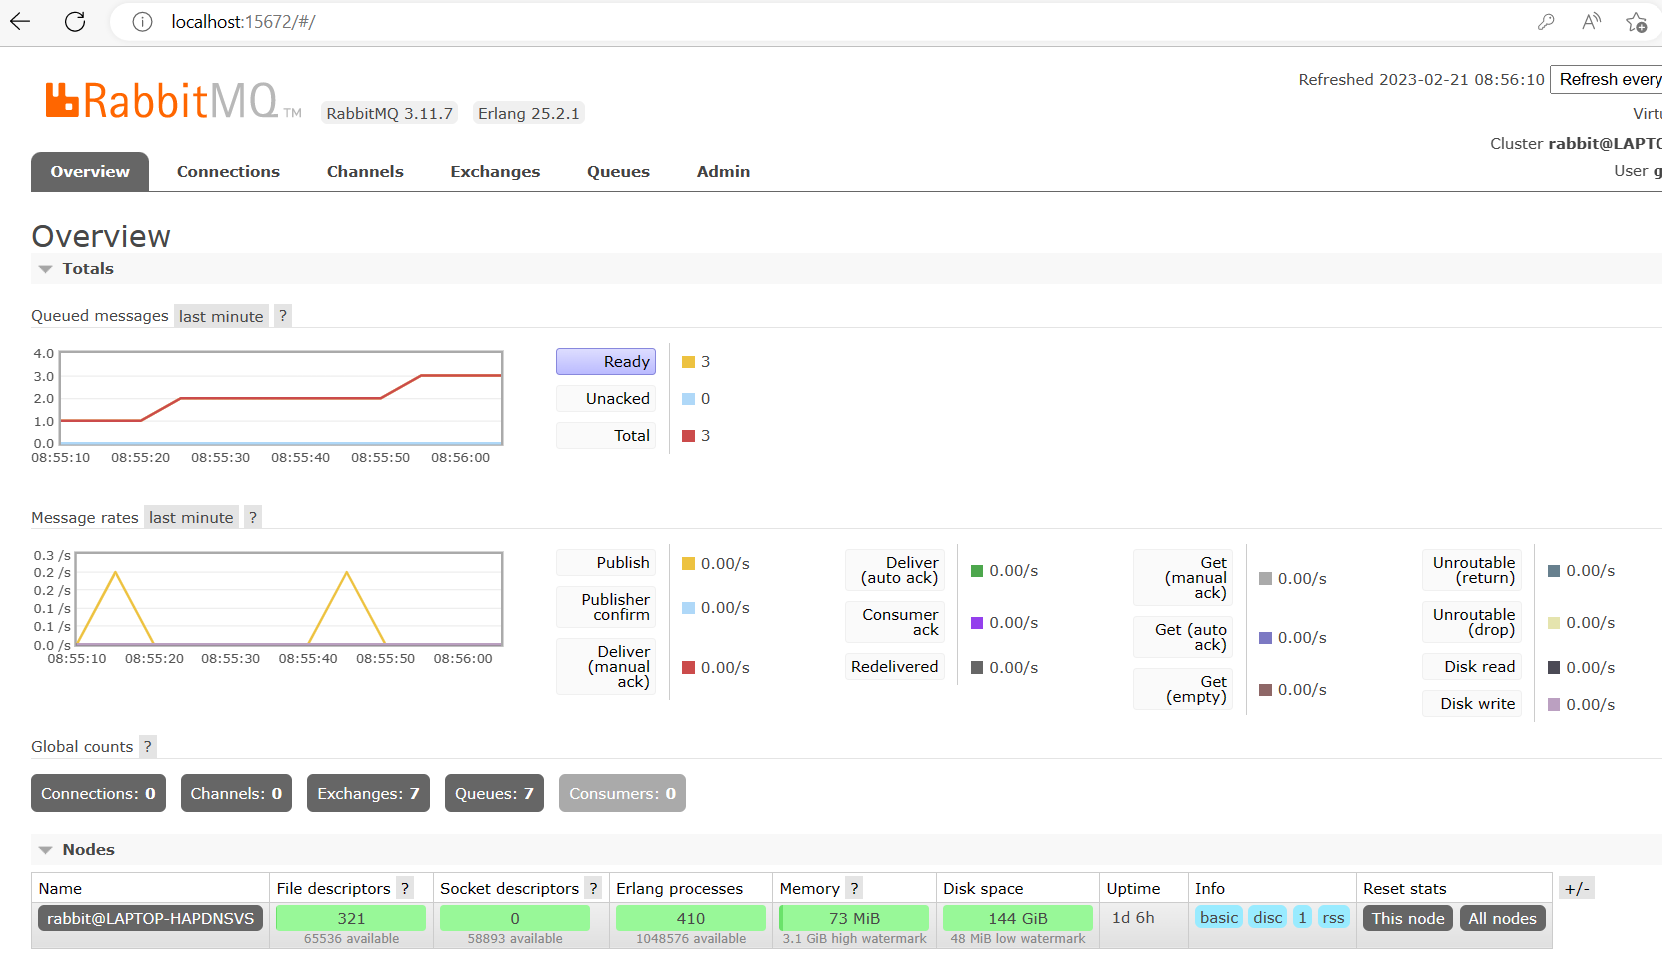 localhost:15672/#/
Refreshed 2023-02-21 08:56:10 Refresh every
RabbitMQ TM RabbitMQ 3.11.7 Erlang 25.2.1
Virtu
Cluster rabbit@LAPTO
User g
Overview Connections Channels Exchanges Queues Admin
Overview
Totals
Queued messages last minute ?
4.0
3.0
2.0
1.0
0.0
08:55:10 08:55:20 08:55:30 08:55:40 08:55:50 08:56:00
Ready 3
Unacked 0
Total 3
Message rates last minute ?
0.3 /s
0.2 /s
0.2 /s
0.1 /s
0.1 /s
0.0 /s
08:55:10 08:55:20 08:55:30 08:55:40 08:55:50 08:56:00
Publish 0.00/s
Publisher
confirm 0.00/s
Deliver
(manual
ack) 0.00/s
Deliver
(auto ack) 0.00/s
Consumer
ack 0.00/s
Redelivered 0.00/s
Get
(manual
ack) 0.00/s
Get (auto
ack) 0.00/s
Get
(empty) 0.00/s
Unroutable
(return) 0.00/s
Unroutable
(drop) 0.00/s
Disk read 0.00/s
Disk write 0.00/s
Global counts ?
Connections: 0 Channels: 0 Exchanges: 7 Queues: 7 Consumers: 0
Nodes
Name File descriptors ? Socket descriptors ? Erlang processes Memory ? Disk space Uptime Info Reset stats +/-
rabbit@LAPTOP-HAPDNSVS 321 0 410 73 MiB 144 GiB 1d 6h basic disc 1 rss This node All nodes
65536 available 58893 available 1048576 available 3.1 GiB high watermark 48 MiB low watermark